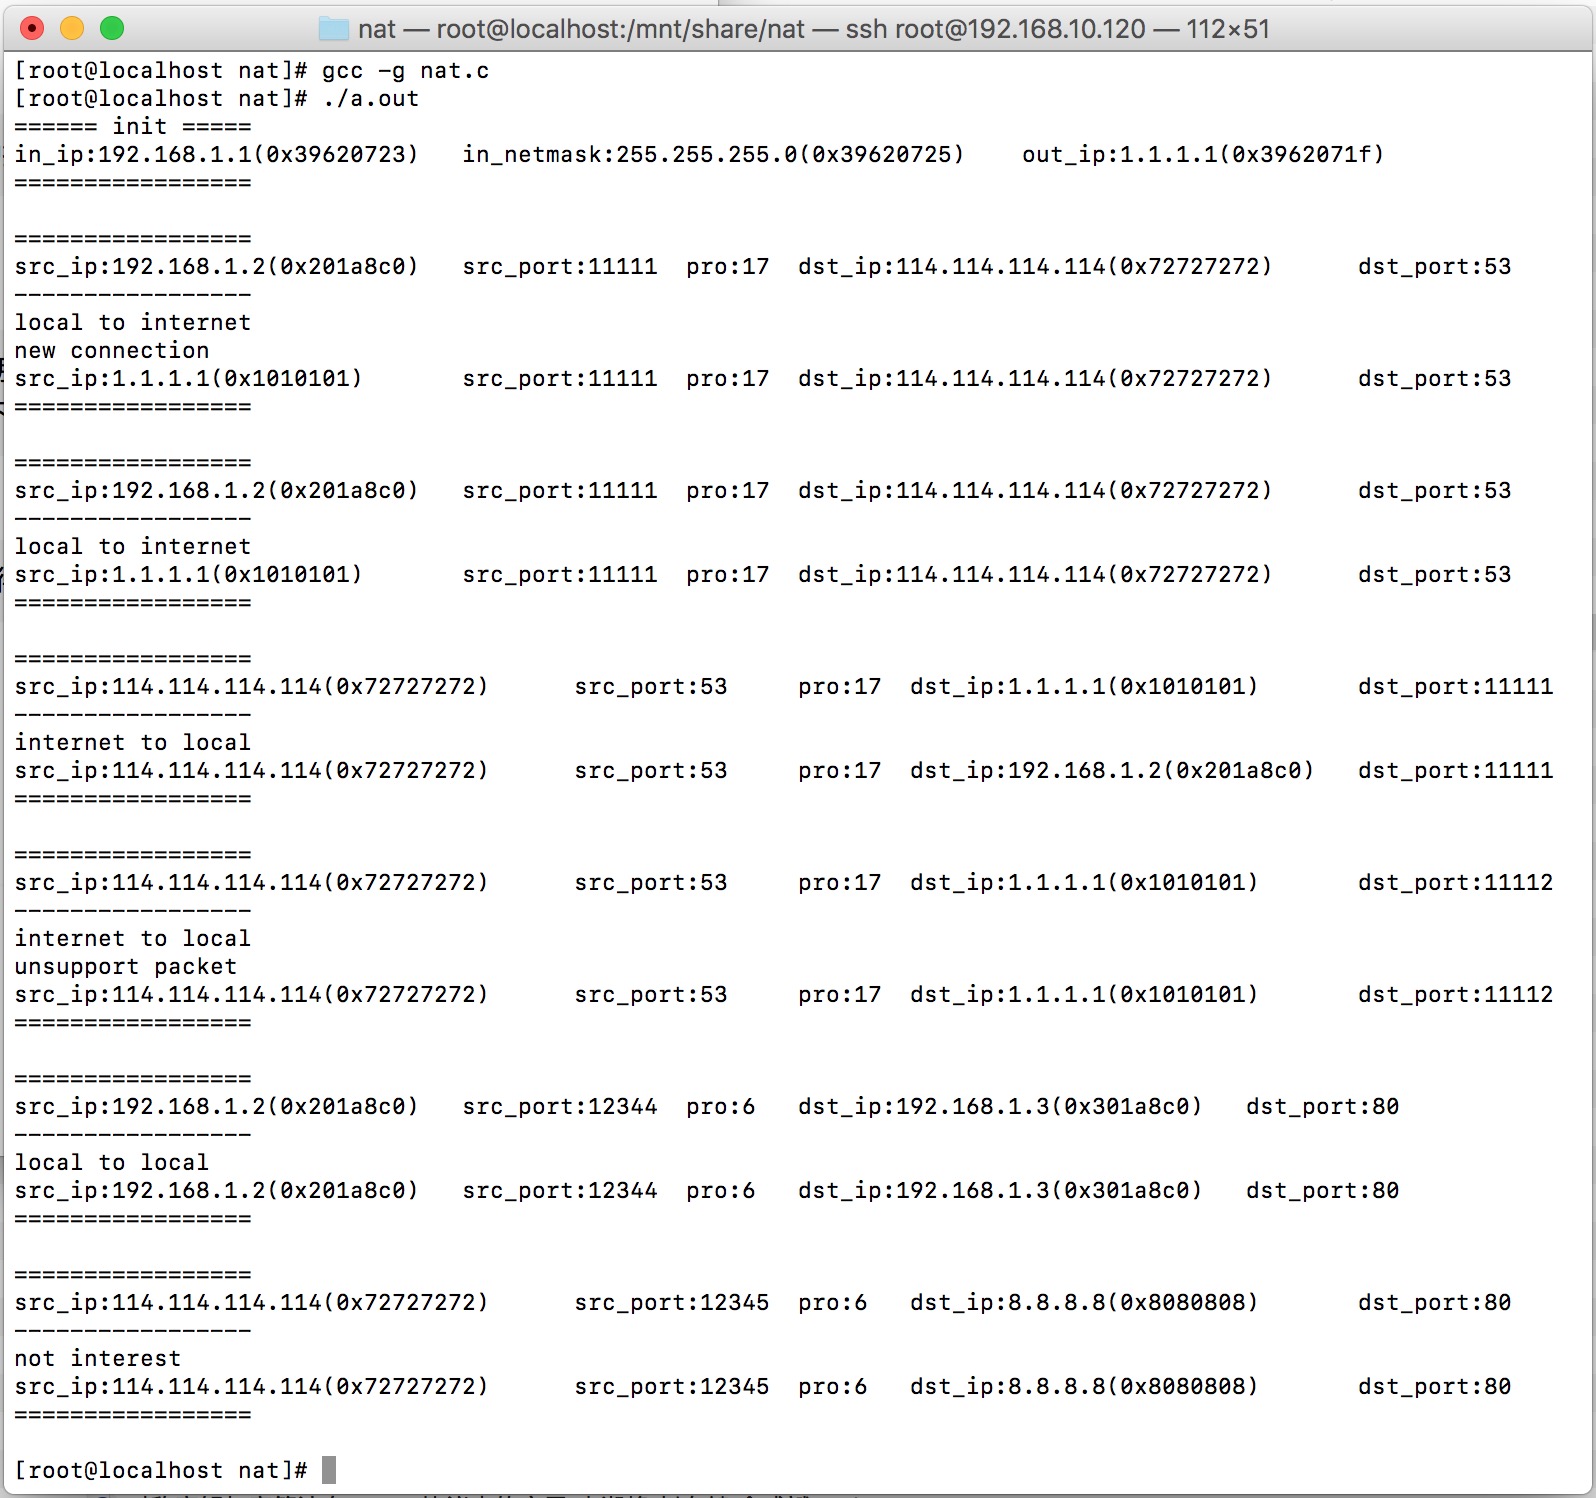 nat — root@localhost:/mnt/share/nat — ssh root@192.168.10.120 — 112×51
[root@localhost nat]# gcc -g nat.c
[root@localhost nat]# ./a.out
====== init =====
in_ip:192.168.1.1(0x39620723) in_netmask:255.255.255.0(0x39620725) out_ip:1.1.1.1(0x3962071f)
=================
=================
src_ip:192.168.1.2(0x201a8c0) src_port:11111 pro:17 dst_ip:114.114.114.114(0x72727272) dst_port:53
-----------------
local to internet
new connection
src_ip:1.1.1.1(0x1010101) src_port:11111 pro:17 dst_ip:114.114.114.114(0x72727272) dst_port:53
=================
=================
src_ip:192.168.1.2(0x201a8c0) src_port:11111 pro:17 dst_ip:114.114.114.114(0x72727272) dst_port:53
-----------------
local to internet
src_ip:1.1.1.1(0x1010101) src_port:11111 pro:17 dst_ip:114.114.114.114(0x72727272) dst_port:53
=================
=================
src_ip:114.114.114.114(0x72727272) src_port:53 pro:17 dst_ip:1.1.1.1(0x1010101) dst_port:11111
-----------------
internet to local
src_ip:114.114.114.114(0x72727272) src_port:53 pro:17 dst_ip:192.168.1.2(0x201a8c0) dst_port:11111
=================
=================
src_ip:114.114.114.114(0x72727272) src_port:53 pro:17 dst_ip:1.1.1.1(0x1010101) dst_port:11112
-----------------
internet to local
unsupport packet
src_ip:114.114.114.114(0x72727272) src_port:53 pro:17 dst_ip:1.1.1.1(0x1010101) dst_port:11112
=================
=================
src_ip:192.168.1.2(0x201a8c0) src_port:12344 pro:6 dst_ip:192.168.1.3(0x301a8c0) dst_port:80
-----------------
local to local
src_ip:192.168.1.2(0x201a8c0) src_port:12344 pro:6 dst_ip:192.168.1.3(0x301a8c0) dst_port:80
=================
=================
src_ip:114.114.114.114(0x72727272) src_port:12345 pro:6 dst_ip:8.8.8.8(0x8080808) dst_port:80
-----------------
not interest
src_ip:114.114.114.114(0x72727272) src_port:12345 pro:6 dst_ip:8.8.8.8(0x8080808) dst_port:80
=================
[root@localhost nat]#